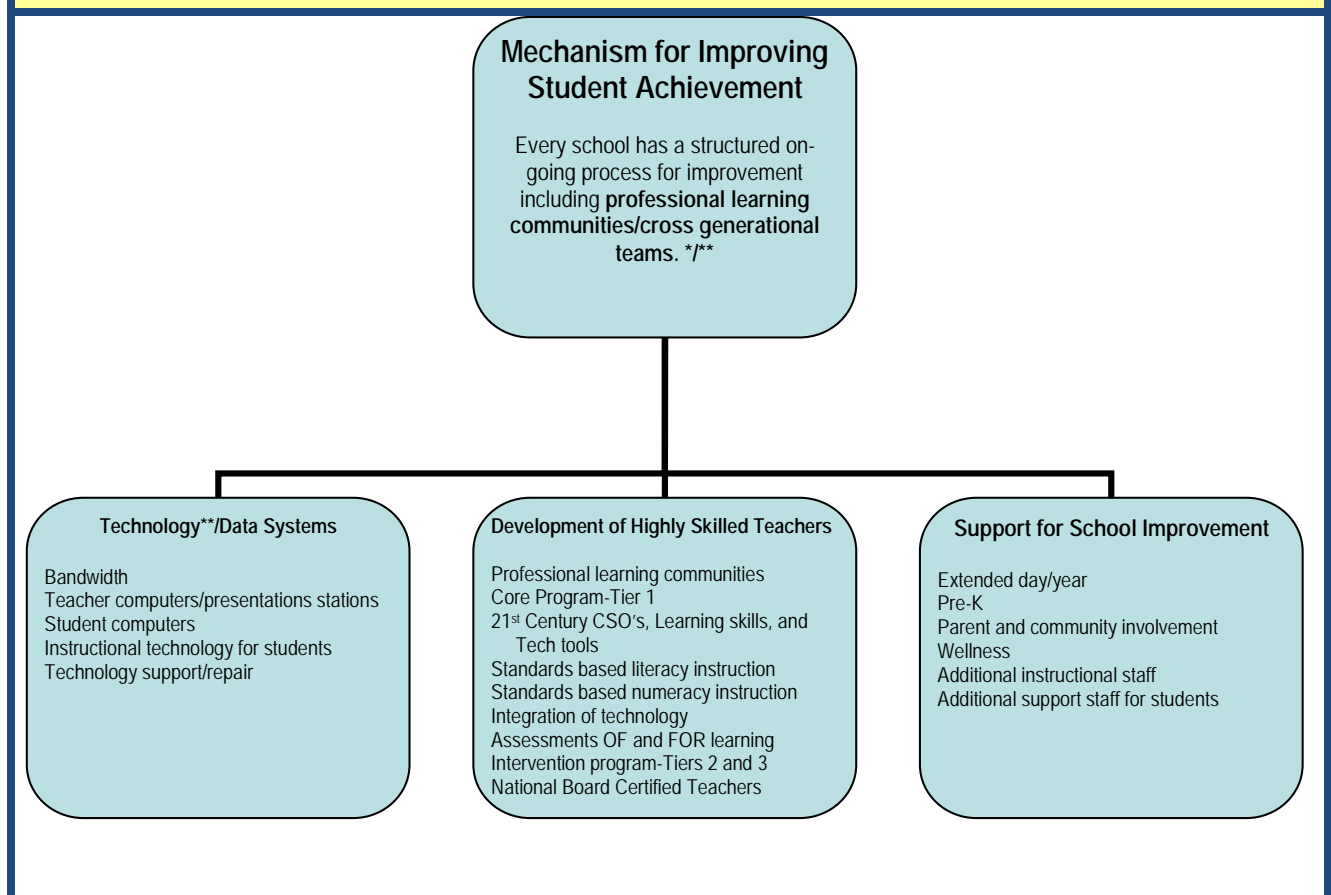 Mechanism for Improving
Student Achievement
Every school has a structured on-
going process for improvement
including professional learning
communities/cross generational
teams. */**
Technology**/Data Systems
Bandwidth
Teacher computers/presentations stations
Student computers
Instructional technology for students
Technology support/repair
Development of Highly Skilled Teachers
Professional learning communities
Core Program-Tier 1
21st Century CSO's, Learning skills, and
Tech tools
Standards based literacy instruction
Standards based numeracy instruction
Integration of technology
Assessments OF and FOR learning
Intervention program-Tiers 2 and 3
National Board Certified Teachers
Support for School Improvement
Extended day/year
Pre-K
Parent and community involvement
Wellness
Additional instructional staff
Additional support staff for students